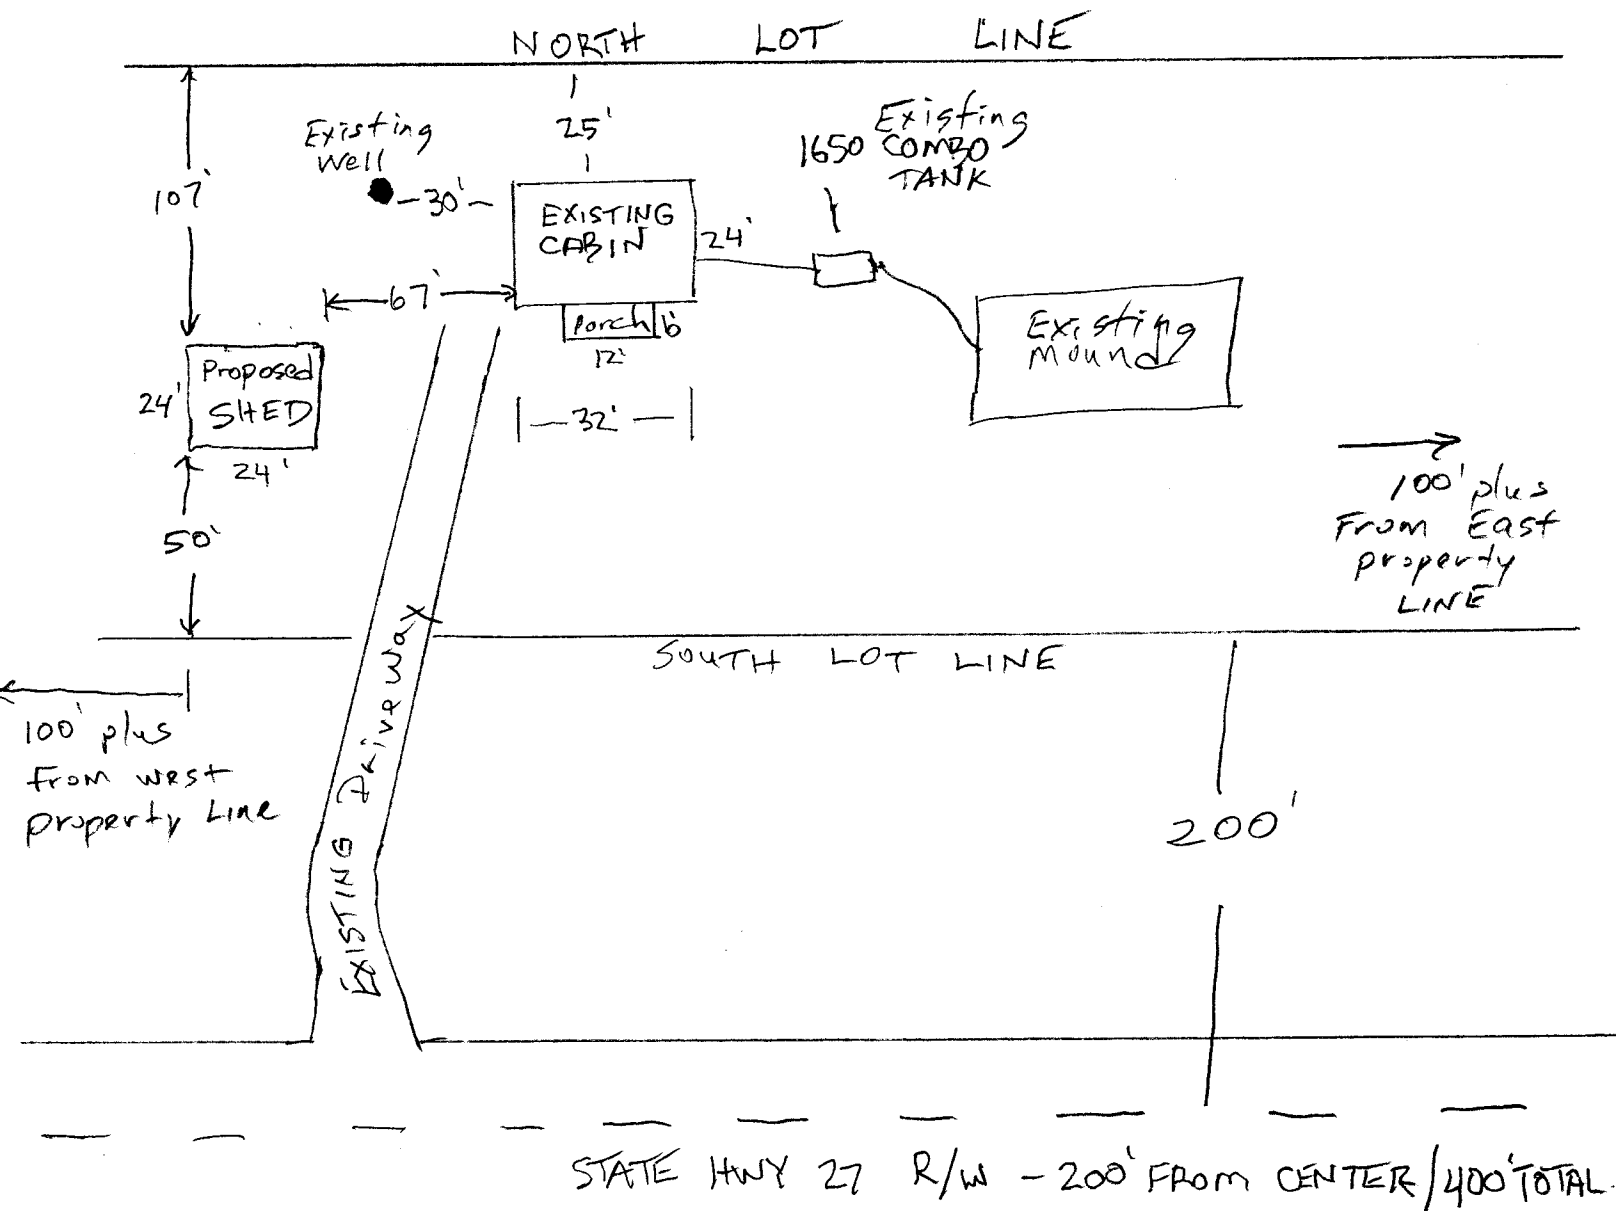 NORTH LOT LINE
25'
Existing
well
-30'-
107'
Existing
1650 COMBO
TANK
EXISTING
CABIN
24'
67'
Porch
6'
12'
Existing
mound
Proposed
SHED
24'
24'
32'
50'
100' plus
From East
property
LINE
SOUTH LOT LINE
100' plus
from west
property Line
EXISTING Driveway
200'
STATE HWY 27 R/W - 200' FROM CENTER/400' TOTAL.